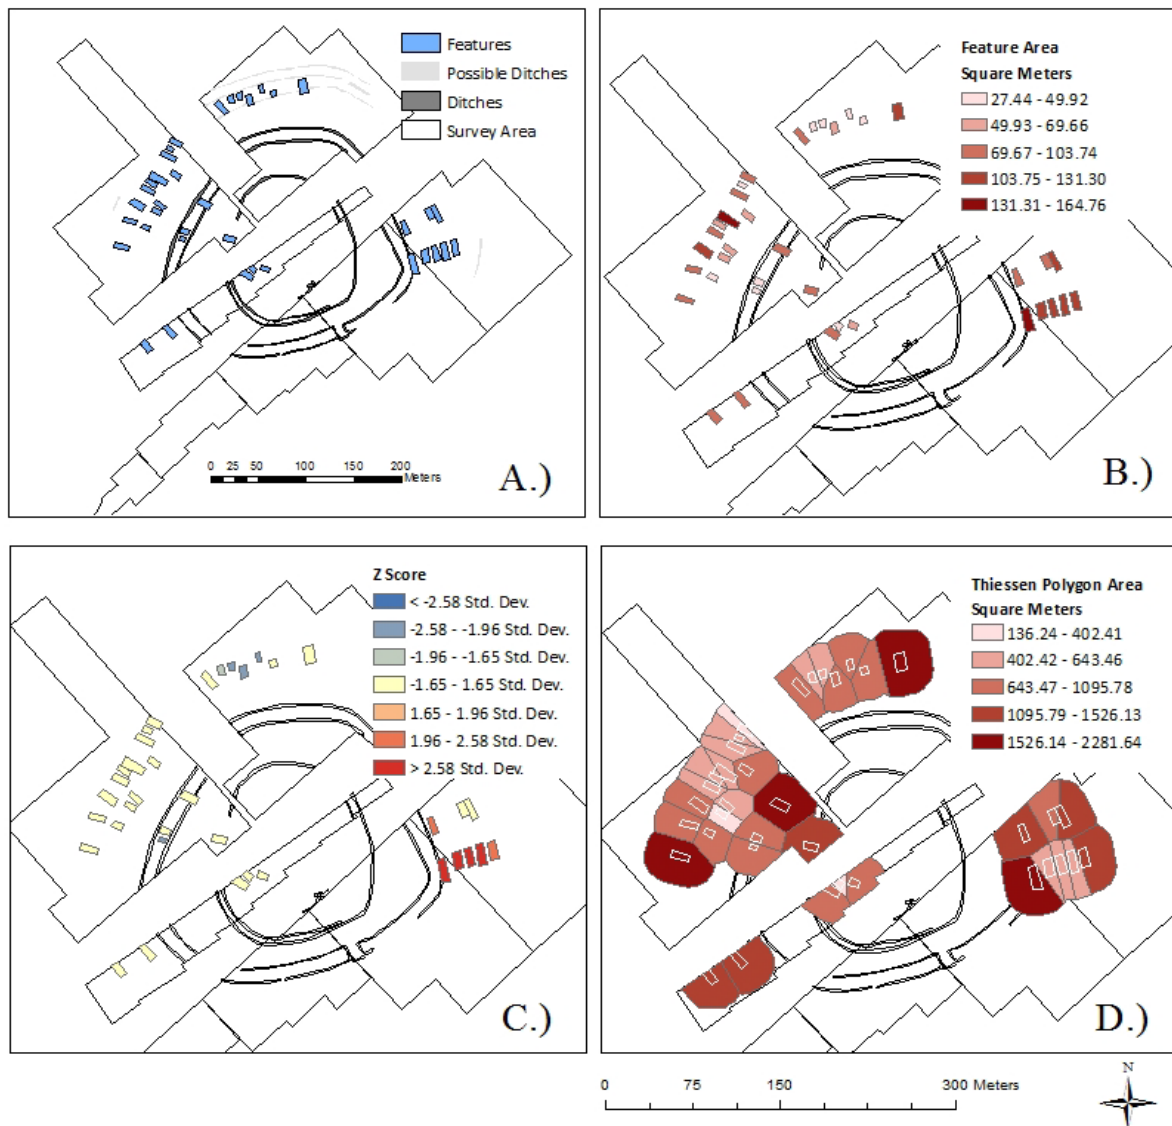 Features
Possible Ditches
Ditches
Survey Area
0 25 50 100 150 200
Meters
A.)
Feature Area
Square Meters
27.44 - 49.92
49.93 - 69.66
69.67 - 103.74
103.75 - 131.30
131.31 - 164.76
B.)
Z Score
< -2.58 Std. Dev.
-2.58 - -1.96 Std. Dev.
-1.96 - -1.65 Std. Dev.
-1.65 - 1.65 Std. Dev.
1.65 - 1.96 Std. Dev.
1.96 - 2.58 Std. Dev.
> 2.58 Std. Dev.
C.)
Thiessen Polygon Area
Square Meters
136.24 - 402.41
402.42 - 643.46
643.47 - 1095.78
1095.79 - 1526.13
1526.14 - 2281.64
D.)
0 75 150 300 Meters
N